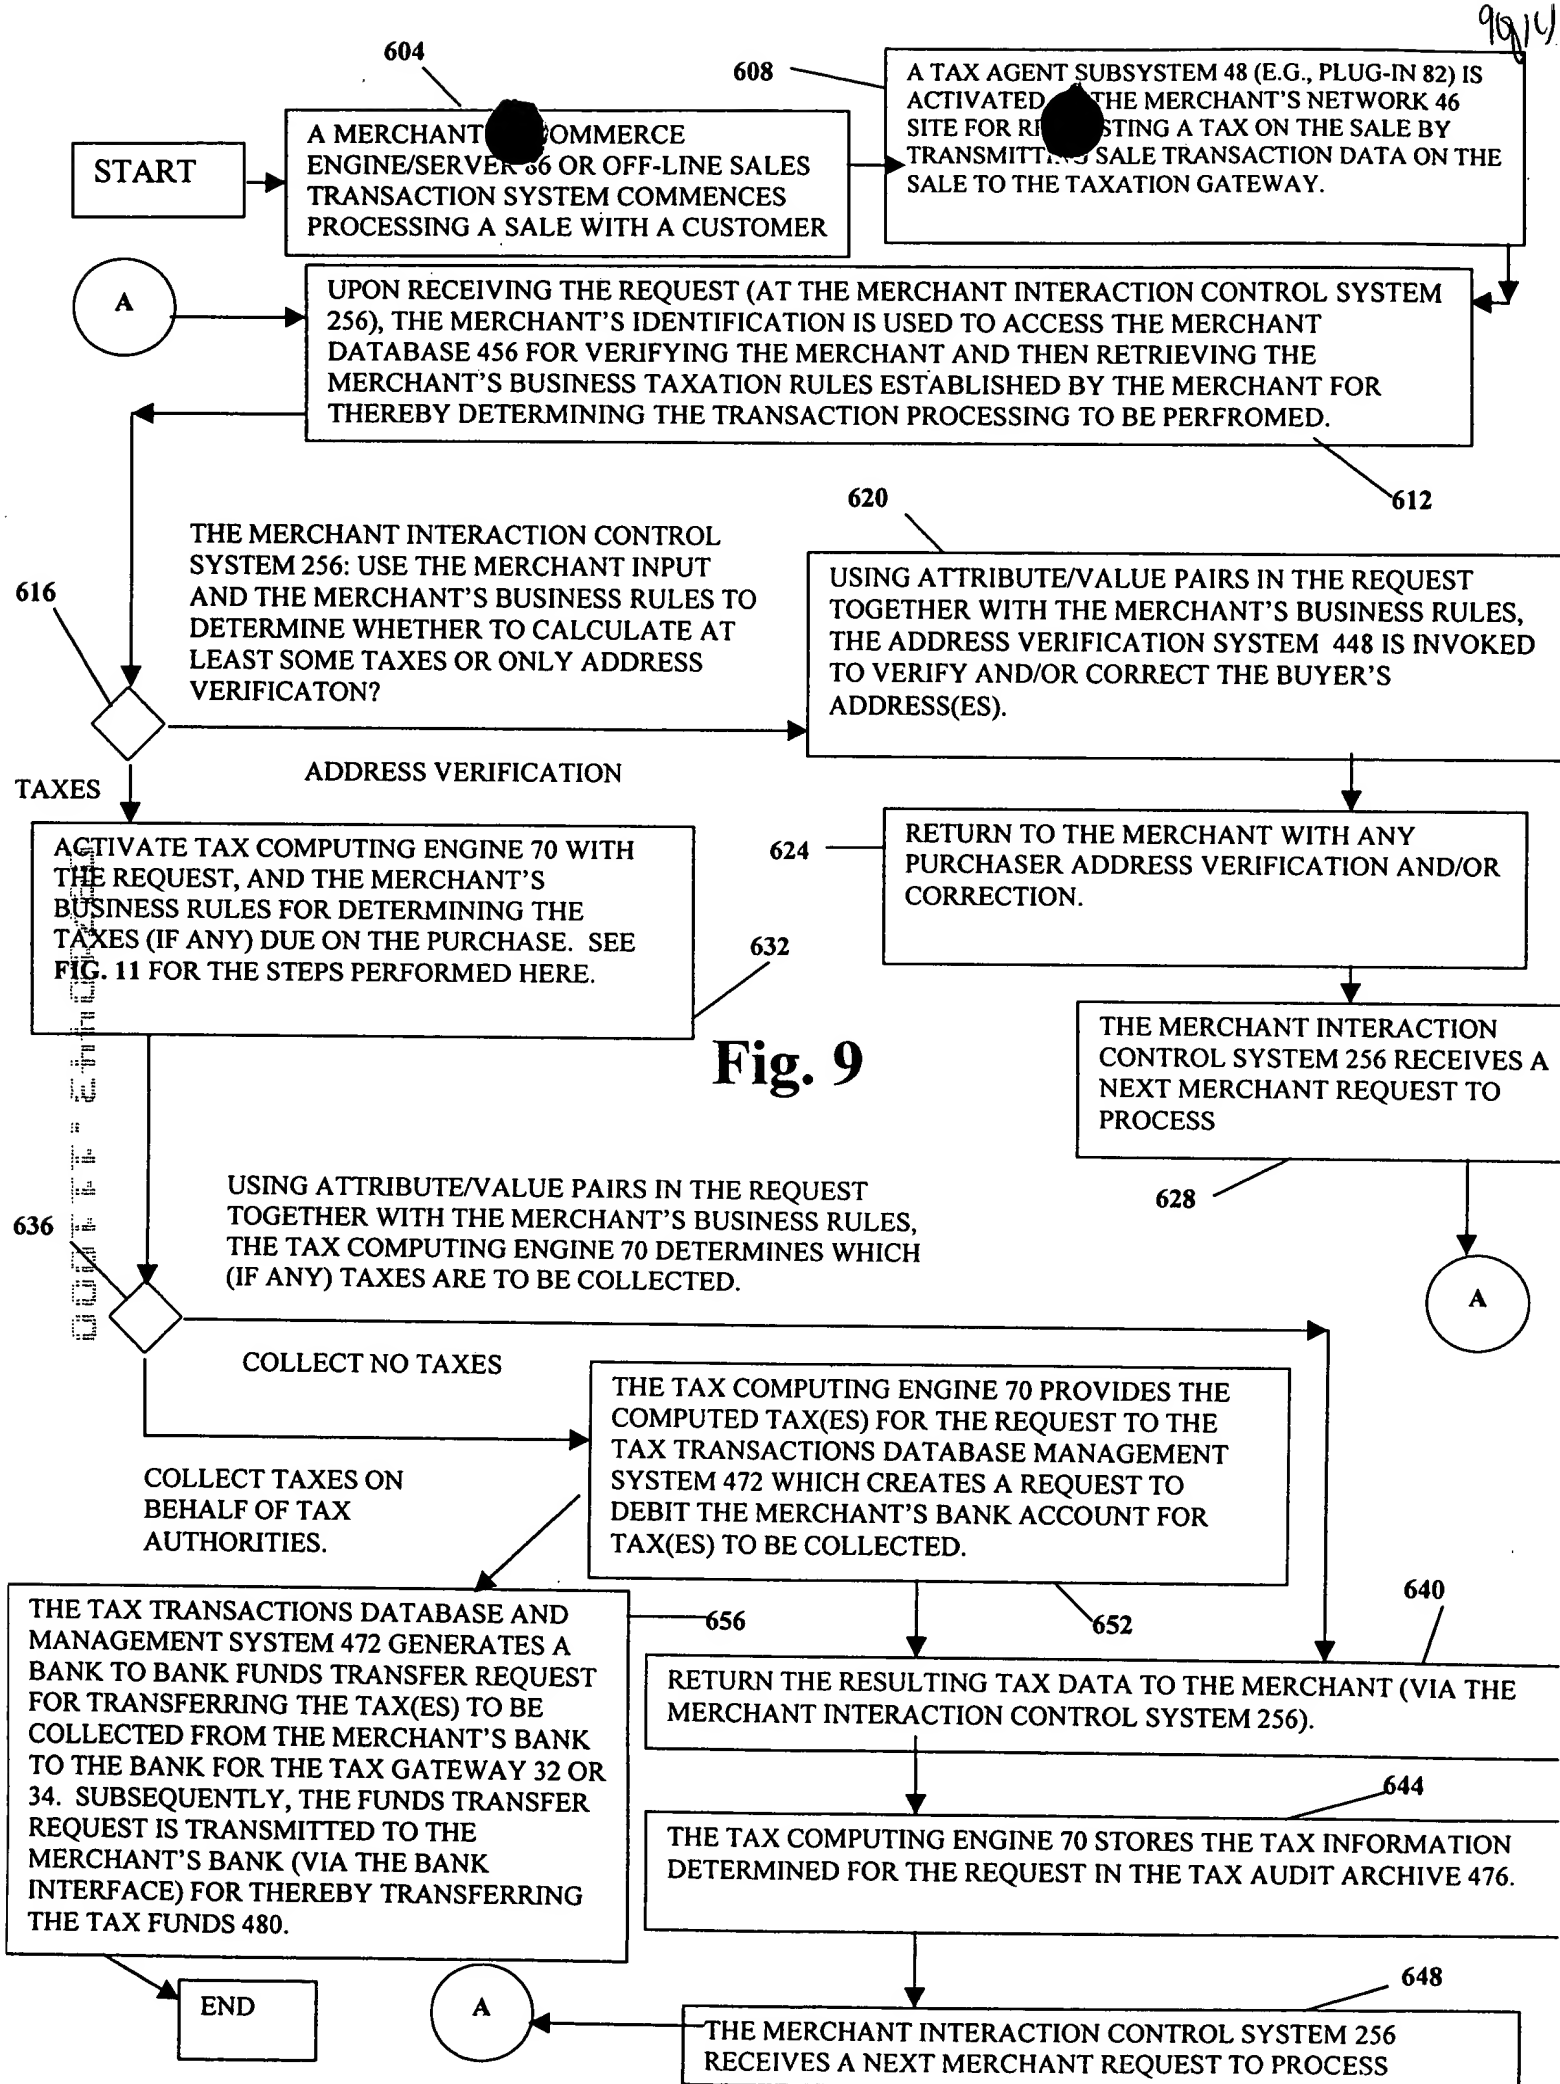 604
608
START
A MERCHANT OMMERCE
ENGINE/SERVER 86 OR OFF-LINE SALES
TRANSACTION SYSTEM COMMENCES
PROCESSING A SALE WITH A CUSTOMER
A TAX AGENT SUBSYSTEM 48 (E.G., PLUG-IN 82) IS
ACTIVATED THE MERCHANT'S NETWORK 46
SITE FOR STING A TAX ON THE SALE BY
SALE TRANSACTION DATA ON THE
SALE TO THE TAXATION GATEWAY.
A
UPON RECEIVING THE REQUEST (AT THE MERCHANT INTERACTION CONTROL SYSTEM
256), THE MERCHANT'S IDENTIFICATION IS USED TO ACCESS THE MERCHANT
DATABASE 456 FOR VERIFYING THE MERCHANT AND THEN RETRIEVING THE
MERCHANT'S BUSINESS TAXATION RULES ESTABLISHED BY THE MERCHANT FOR
THEREBY DETERMINING THE TRANSACTION PROCESSING TO BE PERFROMED.
612
616
THE MERCHANT INTERACTION CONTROL
SYSTEM 256: USE THE MERCHANT INPUT
AND THE MERCHANT'S BUSINESS RULES TO
DETERMINE WHETHER TO CALCULATE AT
LEAST SOME TAXES OR ONLY ADDRESS
VERIFICATON?
620
USING ATTRIBUTE/VALUE PAIRS IN THE REQUEST
TOGETHER WITH THE MERCHANT'S BUSINESS RULES,
THE ADDRESS VERIFICATION SYSTEM 448 IS INVOKED
TO VERIFY AND/OR CORRECT THE BUYER'S
ADDRESS(ES).
TAXES
ADDRESS VERIFICATION
ACTIVATE TAX COMPUTING ENGINE 70 WITH
THE REQUEST, AND THE MERCHANT'S
BUSINESS RULES FOR DETERMINING THE
TAXES (IF ANY) DUE ON THE PURCHASE. SEE
FIG. 11 FOR THE STEPS PERFORMED HERE.
632
624
RETURN TO THE MERCHANT WITH ANY
PURCHASER ADDRESS VERIFICATION AND/OR
CORRECTION.
Fig. 9
THE MERCHANT INTERACTION
CONTROL SYSTEM 256 RECEIVES A
NEXT MERCHANT REQUEST TO
PROCESS
628
A
636
USING ATTRIBUTE/VALUE PAIRS IN THE REQUEST
TOGETHER WITH THE MERCHANT'S BUSINESS RULES,
THE TAX COMPUTING ENGINE 70 DETERMINES WHICH
(IF ANY) TAXES ARE TO BE COLLECTED.
COLLECT NO TAXES
COLLECT TAXES ON
BEHALF OF TAX
AUTHORITIES.
THE TAX COMPUTING ENGINE 70 PROVIDES THE
COMPUTED TAX(ES) FOR THE REQUEST TO THE
TAX TRANSACTIONS DATABASE MANAGEMENT
SYSTEM 472 WHICH CREATES A REQUEST TO
DEBIT THE MERCHANT'S BANK ACCOUNT FOR
TAX(ES) TO BE COLLECTED.
652
656
THE TAX TRANSACTIONS DATABASE AND
MANAGEMENT SYSTEM 472 GENERATES A
BANK TO BANK FUNDS TRANSFER REQUEST
FOR TRANSFERRING THE TAX(ES) TO BE
COLLECTED FROM THE MERCHANT'S BANK
TO THE BANK FOR THE TAX GATEWAY 32 OR
34. SUBSEQUENTLY, THE FUNDS TRANSFER
REQUEST IS TRANSMITTED TO THE
MERCHANT'S BANK (VIA THE BANK
INTERFACE) FOR THEREBY TRANSFERRING
THE TAX FUNDS 480.
640
RETURN THE RESULTING TAX DATA TO THE MERCHANT (VIA THE
MERCHANT INTERACTION CONTROL SYSTEM 256).
644
THE TAX COMPUTING ENGINE 70 STORES THE TAX INFORMATION
DETERMINED FOR THE REQUEST IN THE TAX AUDIT ARCHIVE 476.
END
A
648
THE MERCHANT INTERACTION CONTROL SYSTEM 256
RECEIVES A NEXT MERCHANT REQUEST TO PROCESS